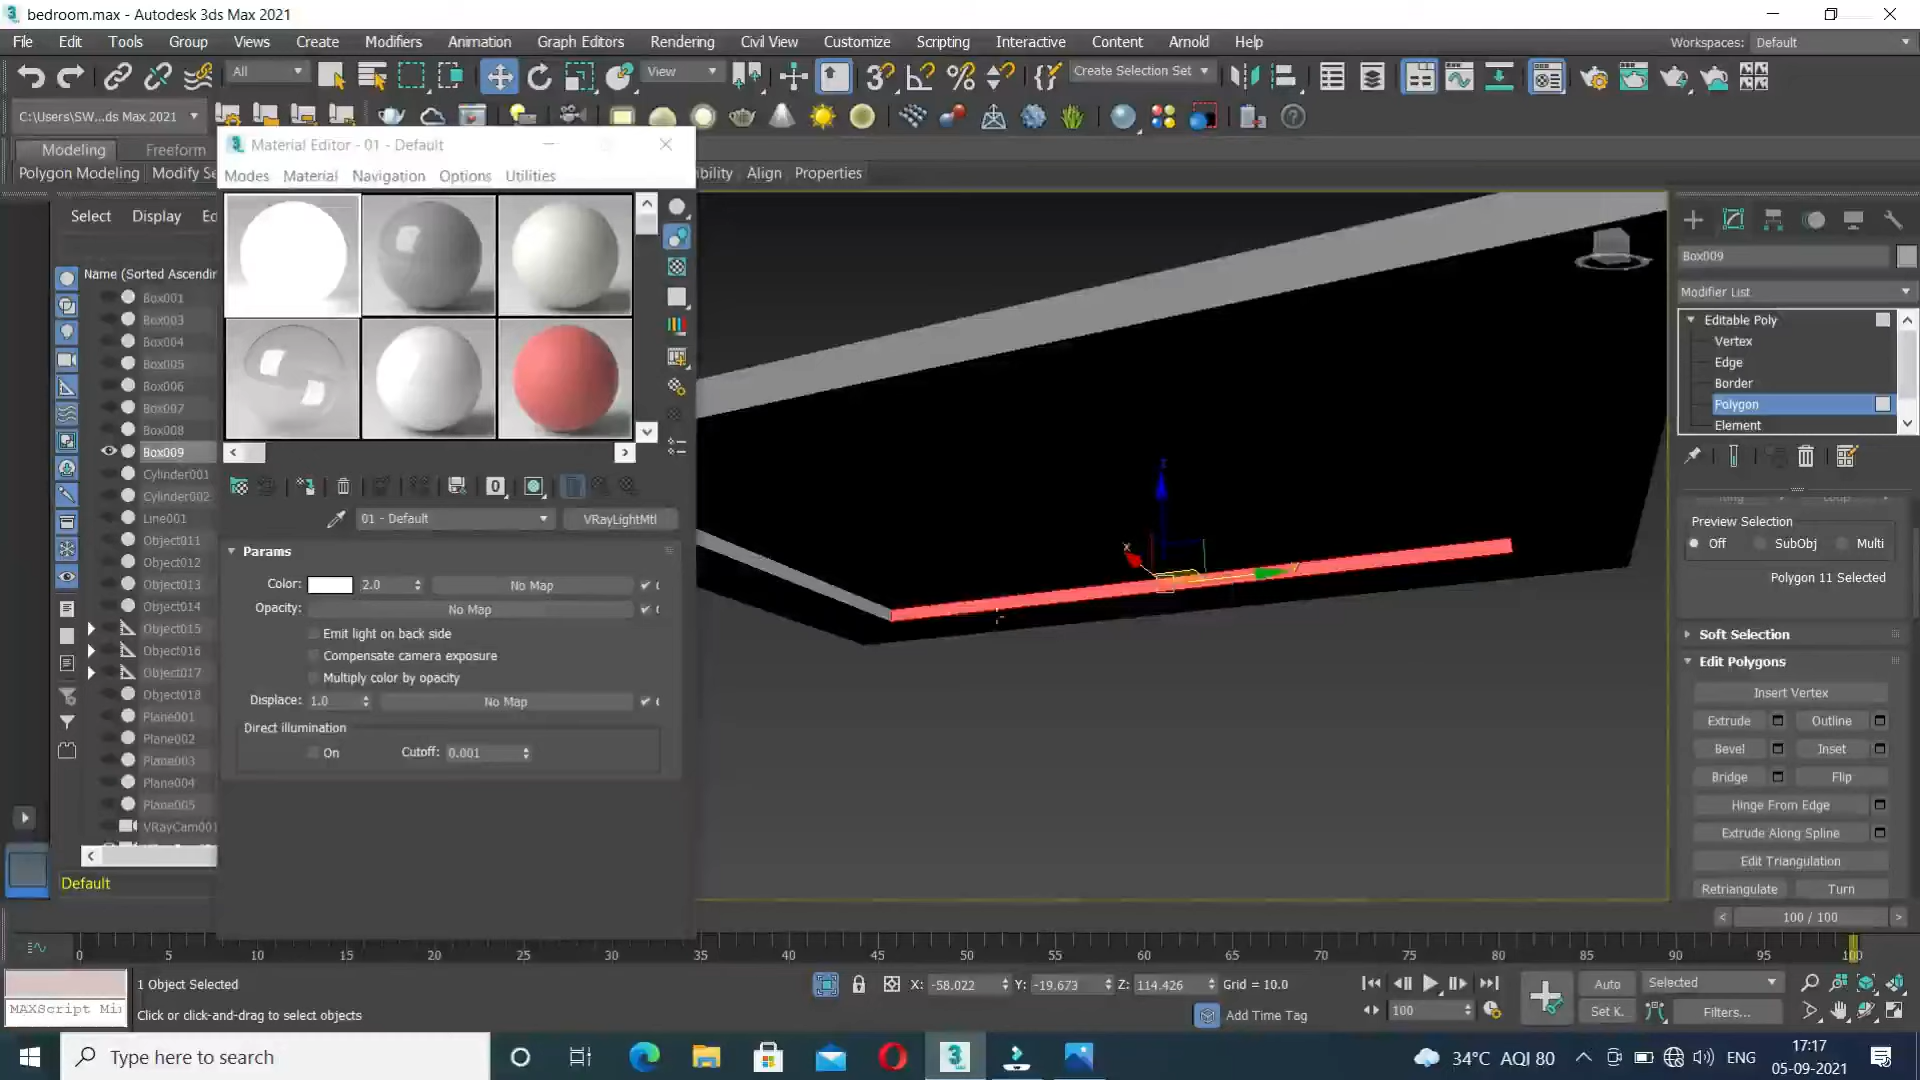 bedroom.max - Autodesk 3ds Max 2021
File Edit Tools Group Views Create Modifiers Animation Graph Editors Rendering Civil View Customize Scripting Interactive Content Arnold Help Workspaces: Default
All View Create Selection Set
C:\Users\SW...ds Max 2021
Modeling Freeform
Polygon Modeling Modify Se Align Properties
Material Editor - 01 - Default
Modes Material Navigation Options Utilities
Select Display Ed
Name (Sorted Ascendin
Box001
Box003
Box004
Box005
Box006
Box007
Box008
Box009
Cylinder001
Cylinder002
Line001
Object011
Object012
Object013
Object014
Object015
Object016
Object017
Object018
Plane001
Plane002
Plane003
Plane004
Plane005
VRayCam001
Default
01 - Default VRayLightMtl
Params
Color: 2.0 No Map
Opacity: No Map
Emit light on back side
Compensate camera exposure
Multiply color by opacity
Displace: 1.0 No Map
Direct illumination
On Cutoff: 0.001
x
Box009
Modifier List
Editable Poly
Vertex
Edge
Border
Polygon
Element
Preview Selection
Off SubObj Multi
Polygon 11 Selected
Soft Selection
Edit Polygons
Insert Vertex
Extrude Outline
Bevel Inset
Bridge Flip
Hinge From Edge
Extrude Along Spline
Edit Triangulation
Retriangulate Turn
100 / 100
0 5 10 15 20 25 30 35 40 45 50 55 60 65 70 75 80 85 90 95 100
1 Object Selected
MAXScript Mi
Click or click-and-drag to select objects
X: -58.022 Y: -19.673 Z: 114.426 Grid = 10.0
Add Time Tag
100
Auto Selected
Set K. Filters...
Type here to search
34°C AQI 80 ENG
17:17
05-09-2021